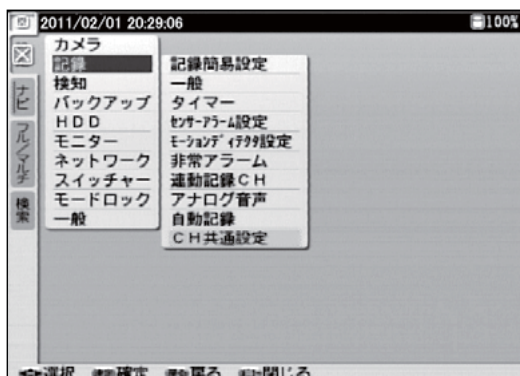 2011/02/01 20:29:06 100%
カメラ
記録
検知
バックアップ
ＨＤＤ
モニター
ネットワーク
スイッチャー
モードロック
一般
記録簡易設定
一般
タイマー
ｾﾝｻｰｱﾗｰﾑ設定
ﾓｰｼｮﾝﾃﾞｨﾃｸﾀ設定
非常アラーム
連動記録ＣＨ
アナログ音声
自動記録
ＣＨ共通設定
ナビ
フル/マルチ
検索
選択 確定 戻る 閉じる